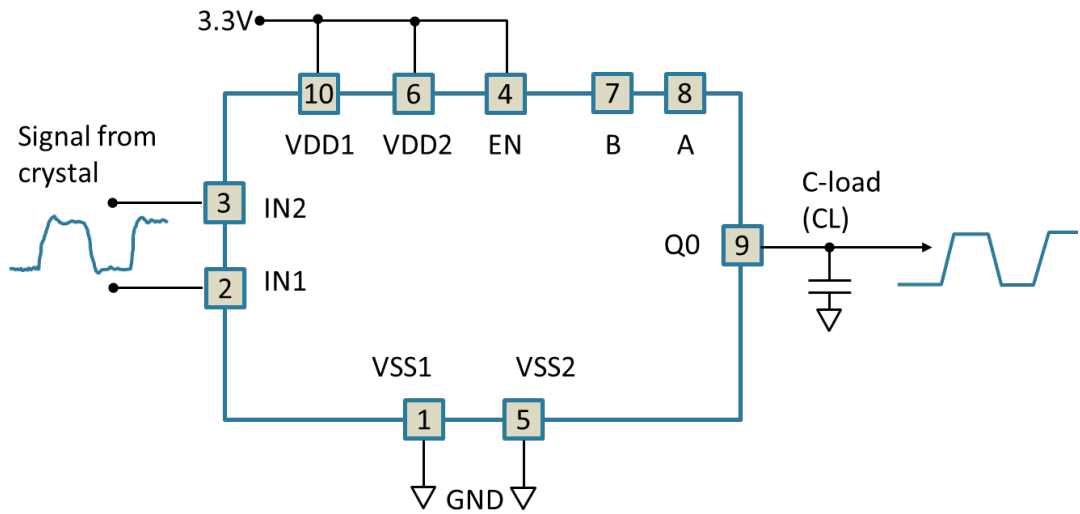 3.3V
10
6
4
7
8
VDD1
VDD2
EN
B
A
Signal from
crystal
3
IN2
2
IN1
C-load
(CL)
Q0
9
VSS1
VSS2
1
5
GND